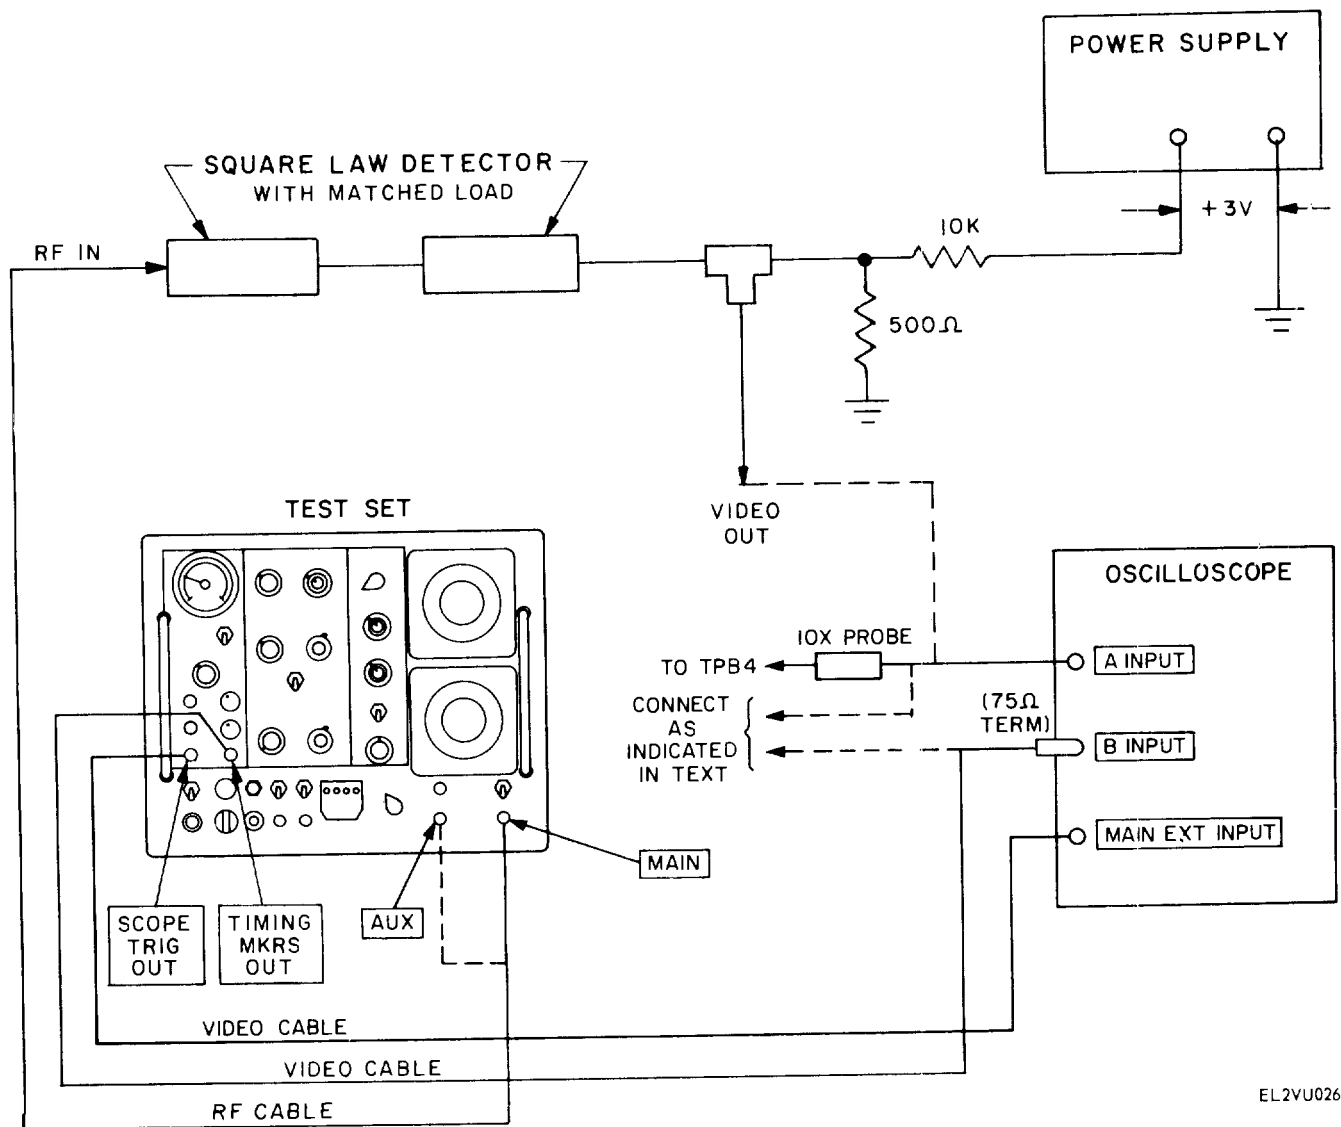 POWER SUPPLY
+3V
SQUARE LAW DETECTOR
WITH MATCHED LOAD
RF IN
10K
500Ω
VIDEO
OUT
TEST SET
OSCILLOSCOPE
10X PROBE
TO TPB4
A INPUT
CONNECT
AS
INDICATED
IN TEXT
(75Ω
TERM)
B INPUT
MAIN EXT INPUT
MAIN
AUX
SCOPE
TRIG
OUT
TIMING
MKRS
OUT
VIDEO CABLE
VIDEO CABLE
RF CABLE
EL2VU026